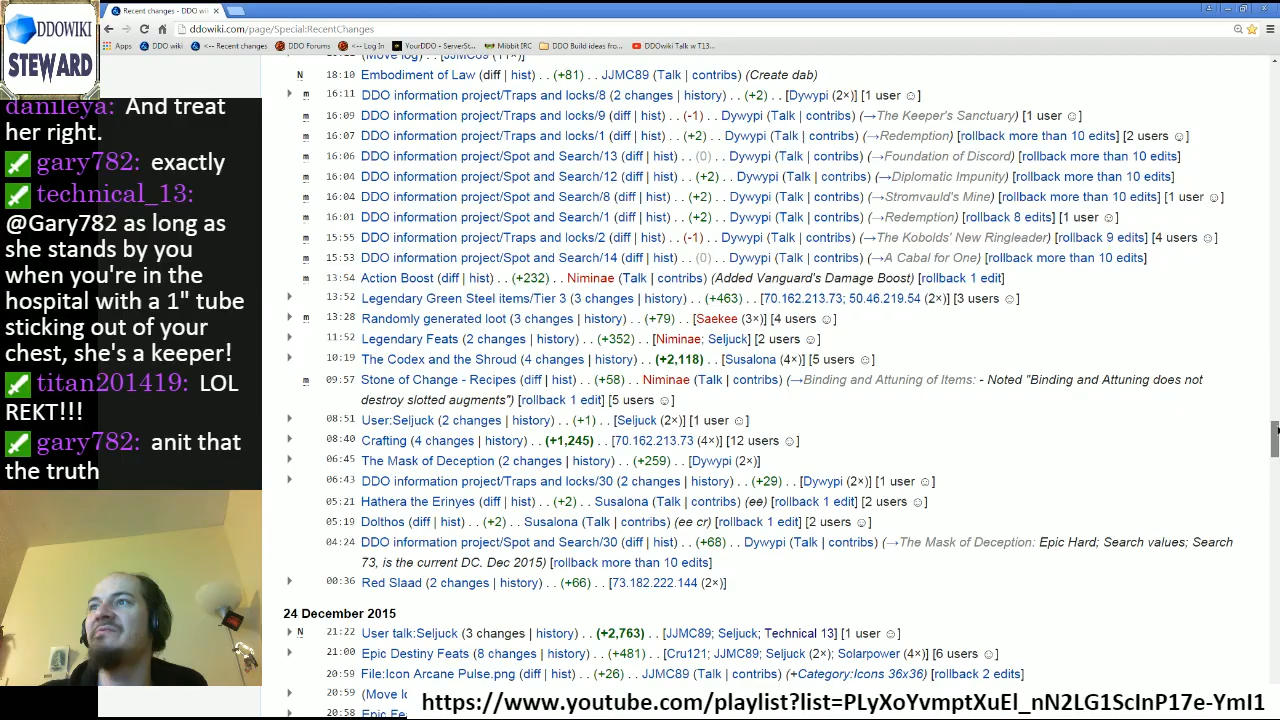 Recent changes - DDO wi ×
ddowiki.com/page/Special:RecentChanges
Apps DDO wiki <-- Recent changes DDO Forums <-- Log In YourDDO - ServerSt... Mibbit IRC DDO Build ideas fro... DDOwiki Talk w T13...
DDOWIKI
STEWARD
danileya: And treat
her right.
gary782: exactly
technical_13:
@Gary782 as long as
she stands by you
when you're in the
hospital with a 1" tube
sticking out of your
chest, she's a keeper!
titan201419: LOL
REKT!!!
gary782: anit that
the truth
N 18:10 Embodiment of Law (diff | hist) . . (+81) . . JJMC89 (Talk | contribs) (Create dab)
m 16:11 DDO information project/Traps and locks/8 (2 changes | history) . . (+2) . . [Dywypi (2×)] [1 user ☺]
m 16:09 DDO information project/Traps and locks/9 (diff | hist) . . (-1) . . Dywypi (Talk | contribs) (→The Keeper's Sanctuary) [1 user ☺]
m 16:07 DDO information project/Traps and locks/1 (diff | hist) . . (+2) . . Dywypi (Talk | contribs) (→Redemption) [rollback more than 10 edits] [2 users ☺]
m 16:06 DDO information project/Spot and Search/13 (diff | hist) . . (0) . . Dywypi (Talk | contribs) (→Foundation of Discord) [rollback more than 10 edits]
m 16:04 DDO information project/Spot and Search/12 (diff | hist) . . (+2) . . Dywypi (Talk | contribs) (→Diplomatic Impunity) [rollback more than 10 edits]
m 16:04 DDO information project/Spot and Search/8 (diff | hist) . . (+2) . . Dywypi (Talk | contribs) (→Stromvauld's Mine) [rollback more than 10 edits] [1 user ☺]
m 16:01 DDO information project/Spot and Search/1 (diff | hist) . . (+2) . . Dywypi (Talk | contribs) (→Redemption) [rollback 8 edits] [1 user ☺]
m 15:55 DDO information project/Traps and locks/2 (diff | hist) . . (-1) . . Dywypi (Talk | contribs) (→The Kobolds' New Ringleader) [rollback 9 edits] [4 users ☺]
m 15:53 DDO information project/Spot and Search/14 (diff | hist) . . (0) . . Dywypi (Talk | contribs) (→A Cabal for One) [rollback more than 10 edits]
m 13:54 Action Boost (diff | hist) . . (+232) . . Niminae (Talk | contribs) (Added Vanguard's Damage Boost) [rollback 1 edit]
13:52 Legendary Green Steel items/Tier 3 (3 changes | history) . . (+463) . . [70.162.213.73; 50.46.219.54 (2×)] [3 users ☺]
m 13:28 Randomly generated loot (3 changes | history) . . (+79) . . [Saekee (3×)] [4 users ☺]
11:52 Legendary Feats (2 changes | history) . . (+352) . . [Niminae; Seljuck] [2 users ☺]
10:19 The Codex and the Shroud (4 changes | history) . . (+2,118) . . [Susalona (4×)] [5 users ☺]
m 09:57 Stone of Change - Recipes (diff | hist) . . (+58) . . Niminae (Talk | contribs) (→Binding and Attuning of Items: - Noted "Binding and Attuning does not
destroy slotted augments") [rollback 1 edit] [5 users ☺]
08:51 User:Seljuck (2 changes | history) . . (+1) . . [Seljuck (2×)] [1 user ☺]
08:40 Crafting (4 changes | history) . . (+1,245) . . [70.162.213.73 (4×)] [12 users ☺]
06:45 The Mask of Deception (2 changes | history) . . (+259) . . [Dywypi (2×)]
06:43 DDO information project/Traps and locks/30 (2 changes | history) . . (+29) . . [Dywypi (2×)] [1 user ☺]
05:21 Hathera the Erinyes (diff | hist) . . (+2) . . Susalona (Talk | contribs) (ee) [rollback 1 edit] [2 users ☺]
05:19 Dolthos (diff | hist) . . (+2) . . Susalona (Talk | contribs) (ee cr) [rollback 1 edit] [2 users ☺]
04:24 DDO information project/Spot and Search/30 (diff | hist) . . (+68) . . Dywypi (Talk | contribs) (→The Mask of Deception: Epic Hard; Search values; Search
73, is the current DC. Dec 2015) [rollback more than 10 edits]
00:36 Red Slaad (2 changes | history) . . (+66) . . [73.182.222.144 (2×)]
24 December 2015
N 21:22 User talk:Seljuck (3 changes | history) . . (+2,763) . . [JJMC89; Seljuck; Technical 13] [1 user ☺]
21:00 Epic Destiny Feats (8 changes | history) . . (+481) . . [Cru121; JJMC89; Seljuck (2×); Solarpower (4×)] [6 users ☺]
20:59 File:Icon Arcane Pulse.png (diff | hist) . . (+26) . . JJMC89 (Talk | contribs) (+Category:Icons 36x36) [rollback 2 edits]
20:59 (Move lo
20:58 Epic Fe
https://www.youtube.com/playlist?list=PLyXoYvmptXuEl_nN2LG1ScInP17e-YmI1